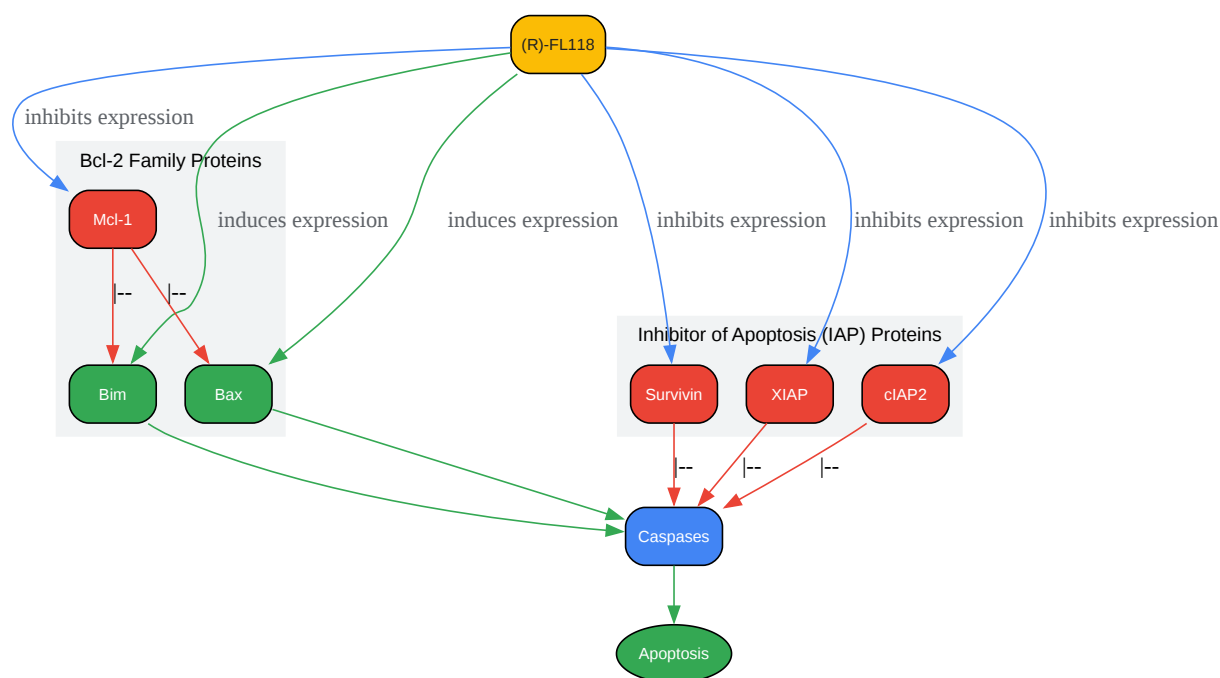 (R)-FL118
inhibits expression
Bcl-2 Family Proteins
Mcl-1
induces expression
induces expression
inhibits expression
inhibits expression
inhibits expression
|--
|--
Inhibitor of Apoptosis (IAP) Proteins
Bim
Bax
Survivin
XIAP
cIAP2
|--
|--
|--
Caspases
Apoptosis